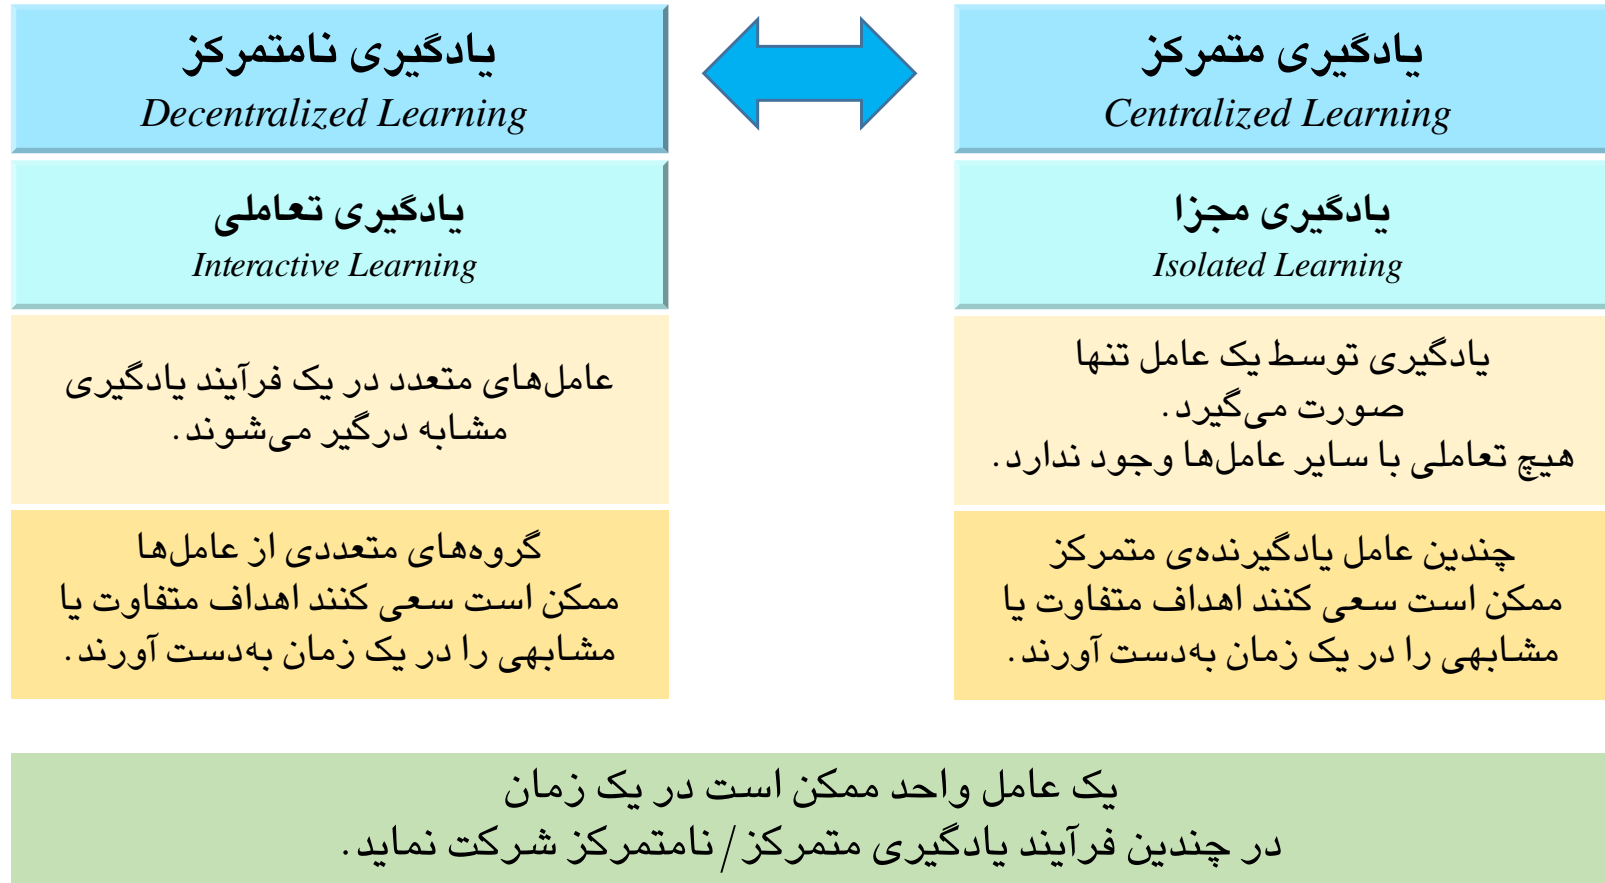 یادگیری متمرکز
Centralized Learning
یادگیری مجزا
Isolated Learning
یادگیری توسط یک عامل تنها
صورت می‌گیرد.
هیچ تعاملی با سایر عامل‌ها وجود ندارد.
چندین عامل یادگیرنده‌ی متمرکز
ممکن است سعی کنند اهداف متفاوت یا
مشابهی را در یک زمان به‌دست آورند.
یادگیری نامتمرکز
Decentralized Learning
یادگیری تعاملی
Interactive Learning
عامل‌های متعدد در یک فرآیند یادگیری
مشابه درگیر می‌شوند.
گروه‌های متعددی از عامل‌ها
ممکن است سعی کنند اهداف متفاوت یا
مشابهی را در یک زمان به‌دست آورند.
یک عامل واحد ممکن است در یک زمان
در چندین فرآیند یادگیری متمرکز/نامتمرکز شرکت نماید.